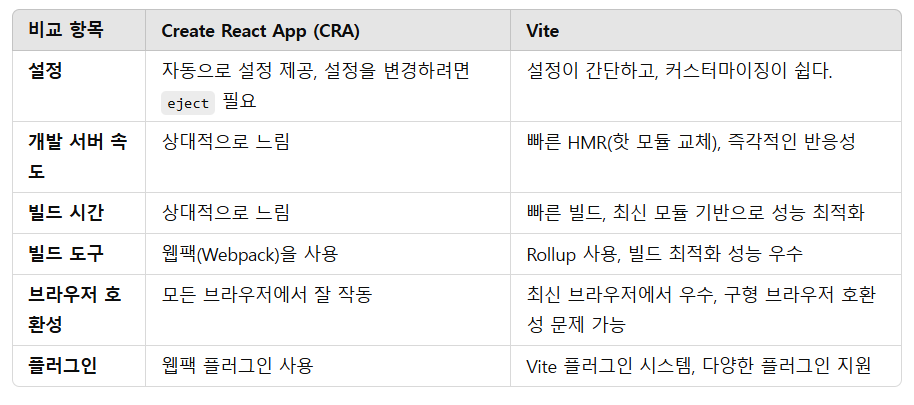 비교 항목 Create React App (CRA) Vite
설정 자동으로 설정 제공, 설정을 변경하려면 설정이 간단하고, 커스터마이징이 쉽다.
eject 필요
개발 서버 속 상대적으로 느림 빠른 HMR(핫 모듈 교체), 즉각적인 반응성
도
빌드 시간 상대적으로 느림 빠른 빌드, 최신 모듈 기반으로 성능 최적화
빌드 도구 웹팩(Webpack)을 사용 Rollup 사용, 빌드 최적화 성능 우수
브라우저 호 모든 브라우저에서 잘 작동 최신 브라우저에서 우수, 구형 브라우저 호환
환성 성 문제 가능
플러그인 웹팩 플러그인 사용 Vite 플러그인 시스템, 다양한 플러그인 지원